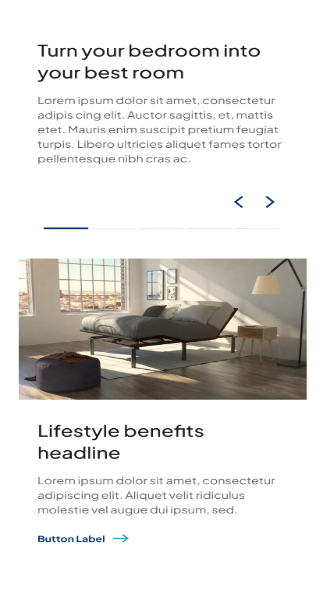 Turn your bedroom into
your best room
Lorem ipsum dolor sit amet, consectetur
adipis cing elit. Auctor sagittis, et, mattis
etet. Mauris enim suscipit pretium feugiat
turpis. Libero ultricies aliquet fames tortor
pellentesque nibh cras ac.
Lifestyle benefits
headline
Lorem ipsum dolor sit amet, consectetur
adipiscing elit. Aliquet velit ridiculus
molestie vel augue dui ipsum, sed.
Button Label